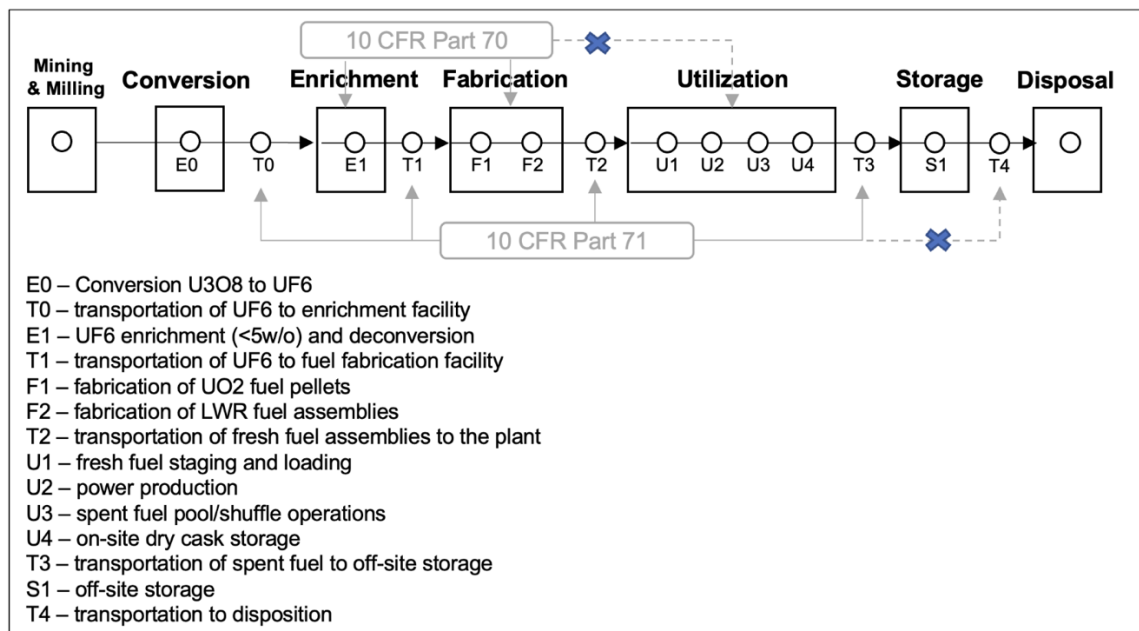 10 CFR Part 70
Mining
& Milling
Conversion
Enrichment
Fabrication
Utilization
Storage
Disposal
E0
T0
E1
T1
F1
F2
T2
U1
U2
U3
U4
T3
S1
T4
10 CFR Part 71
E0 – Conversion U3O8 to UF6
T0 – transportation of UF6 to enrichment facility
E1 – UF6 enrichment (<5w/o) and deconversion
T1 – transportation of UF6 to fuel fabrication facility
F1 – fabrication of UO2 fuel pellets
F2 – fabrication of LWR fuel assemblies
T2 – transportation of fresh fuel assemblies to the plant
U1 – fresh fuel staging and loading
U2 – power production
U3 – spent fuel pool/shuffle operations
U4 – on-site dry cask storage
T3 – transportation of spent fuel to off-site storage
S1 – off-site storage
T4 – transportation to disposition